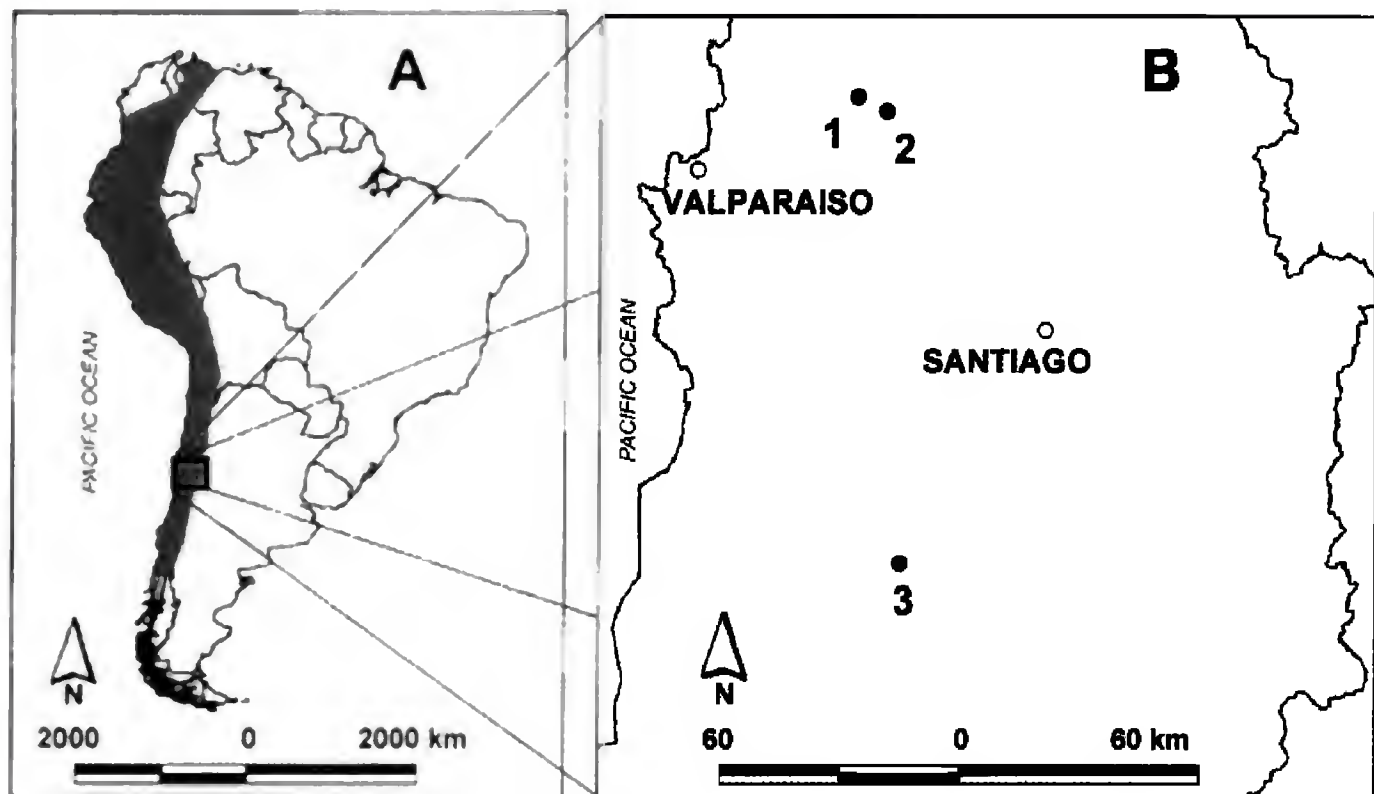 A
PACIFIC OCEAN
N
2000 0 2000 km
B
1
2
VALPARAISO
PACIFIC OCEAN
SANTIAGO
3
N
60 0 60 km